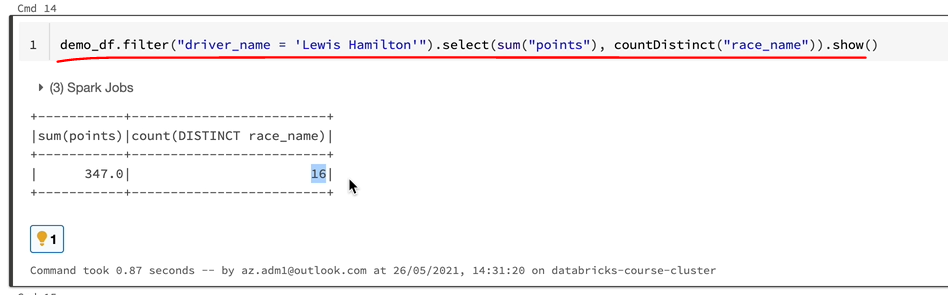 Cmd 14
1 demo_df.filter("driver_name = 'Lewis Hamilton'").select(sum("points"), countDistinct("race_name")).show()
(3) Spark Jobs
+-----------+-------------------------+
|sum(points)|count(DISTINCT race_name)|
+-----------+-------------------------+
|      347.0|                       16|
+-----------+-------------------------+
1
Command took 0.87 seconds -- by az.adm1@outlook.com at 26/05/2021, 14:31:20 on databricks-course-cluster